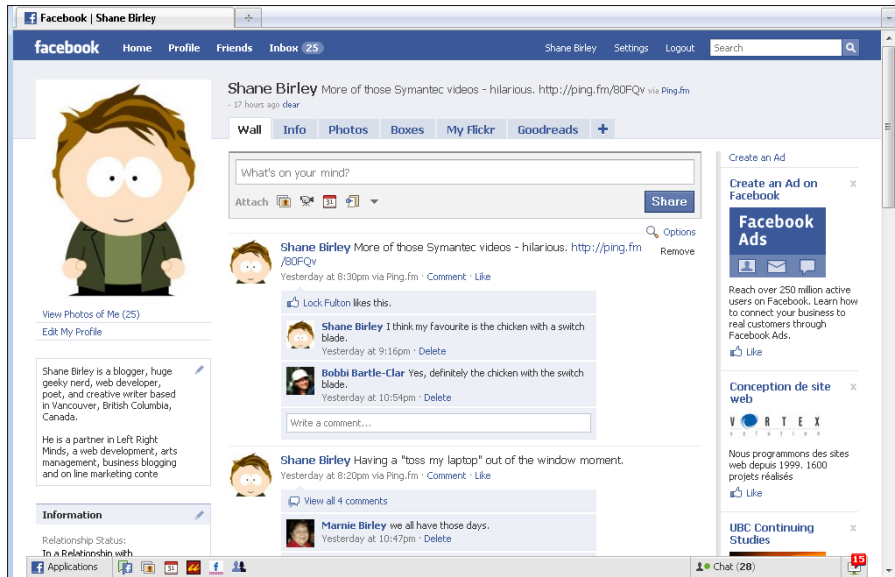 Facebook | Shane Birley
facebook Home Profile Friends Inbox 25 Shane Birley Settings Logout Search
Shane Birley More of those Symantec videos - hilarious. http://ping.fm/80FQv via Ping.fm
- 17 hours ago clear
Wall Info Photos Boxes My Flickr Goodreads +
What's on your mind?
Attach 31 Share
Options
Shane Birley More of those Symantec videos - hilarious. http://ping.fm
/80FQv
Remove
Yesterday at 8:30pm via Ping.fm · Comment · Like
Lock Fulton likes this.
Shane Birley I think my favourite is the chicken with a switch
blade.
Yesterday at 9:16pm · Delete
Bobbi Bartle-Clar Yes, definitely the chicken with the switch
blade.
Yesterday at 10:54pm · Delete
Write a comment...
Shane Birley Having a "toss my laptop" out of the window moment.
Yesterday at 8:20pm via Ping.fm · Comment · Like
View all 4 comments
Marnie Birley we all have those days.
Yesterday at 10:47pm · Delete
View Photos of Me (25)
Edit My Profile
Shane Birley is a blogger, huge
geeky nerd, web developer,
poet, and creative writer based
in Vancouver, British Columbia,
Canada.
He is a partner in Left Right
Minds, a web development, arts
management, business blogging
and on line marketing conte
Information
Relationship Status:
In a Relationship with
Create an Ad
Create an Ad on
Facebook
x
Facebook
Ads
Reach over 250 million active
users on Facebook. Learn how
to connect your business to
real customers through
Facebook Ads.
Like
Conception de site
web
x
VORTEX
solution
Nous programmons des sites
web depuis 1999. 1600
projets réalisés
Like
UBC Continuing
Studies
x
Applications 31 Chat (28) 15